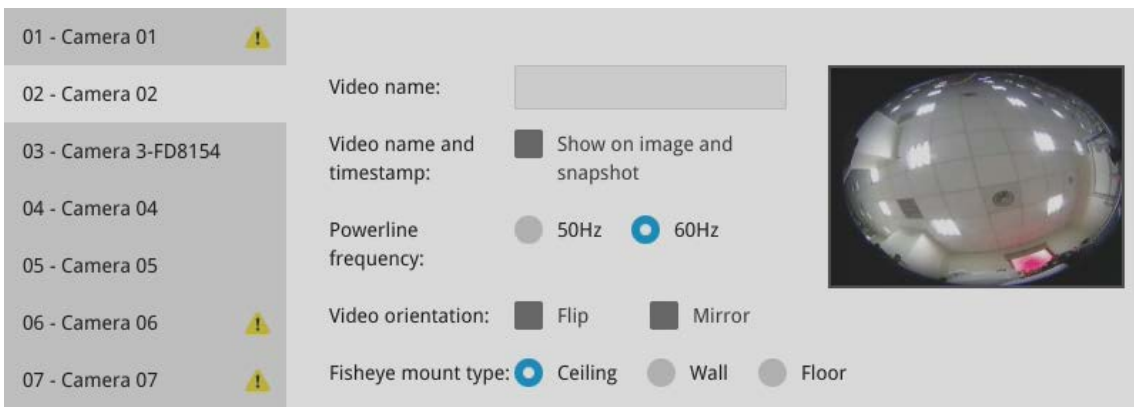 01 - Camera 01
02 - Camera 02
03 - Camera 3-FD8154
04 - Camera 04
05 - Camera 05
06 - Camera 06
07 - Camera 07
Video name:
Video name and
timestamp:
Show on image and
snapshot
Powerline
frequency:
50Hz 60Hz
Video orientation: Flip Mirror
Fisheye mount type: Ceiling Wall Floor